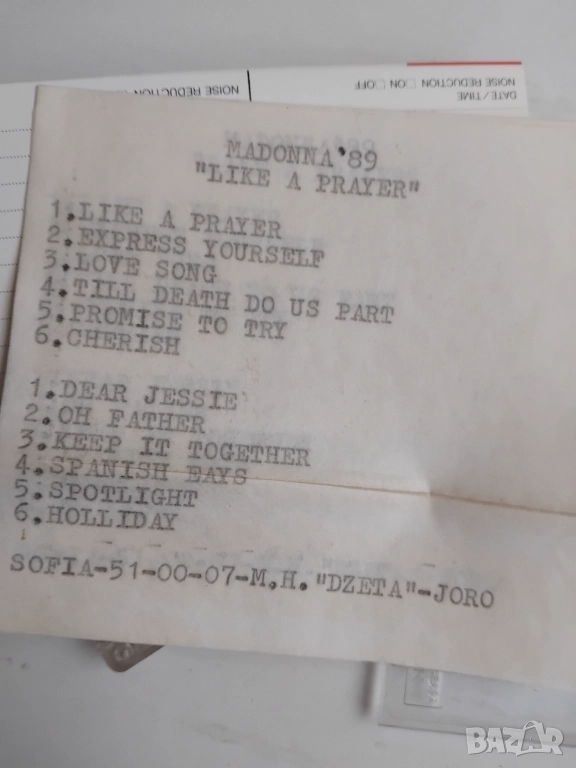 DATE/TIME
NOISE REDUCTION □ON □OFF
NOISE REDUCTION
MADONNA'89
"LIKE A PRAYER"
1.LIKE A PRAYER
2.EXPRESS YOURSELF
3.LOVE SONG
4.TILL DEATH DO US PART
5.PROMISE TO TRY
6.CHERISH
1.DEAR JESSIE
2.OH FATHER
3.KEEP IT TOGETHER
4.SPANISH EAYS
5.SPOTLIGHT
6.HOLLIDAY
SOFIA-51-00-07-M.H."DZETA"-JORO
BAZAR